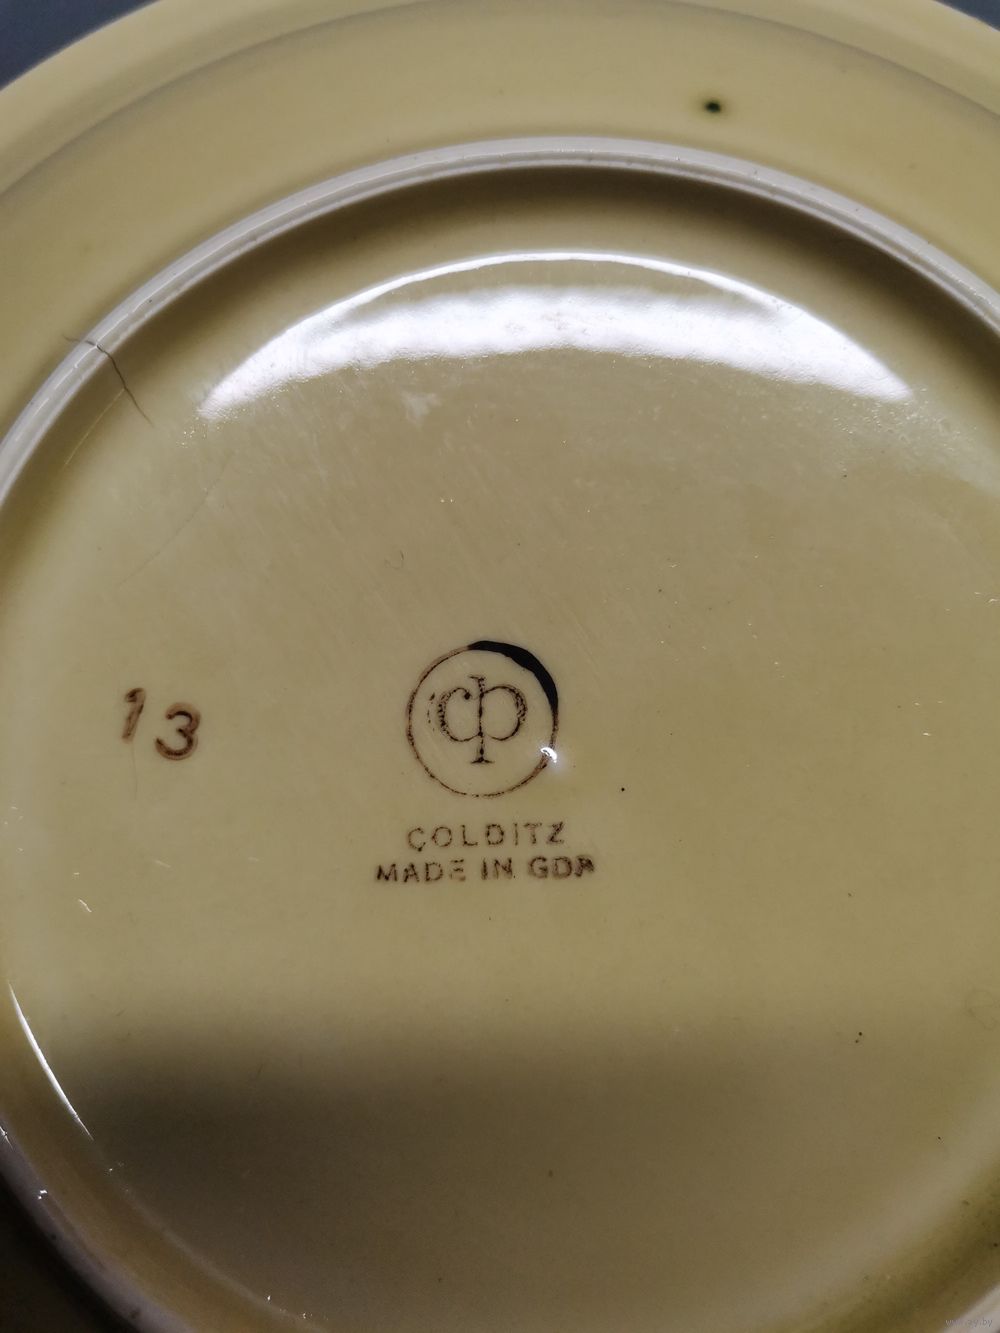 13
cp
COLDITZ
MADE IN GDR